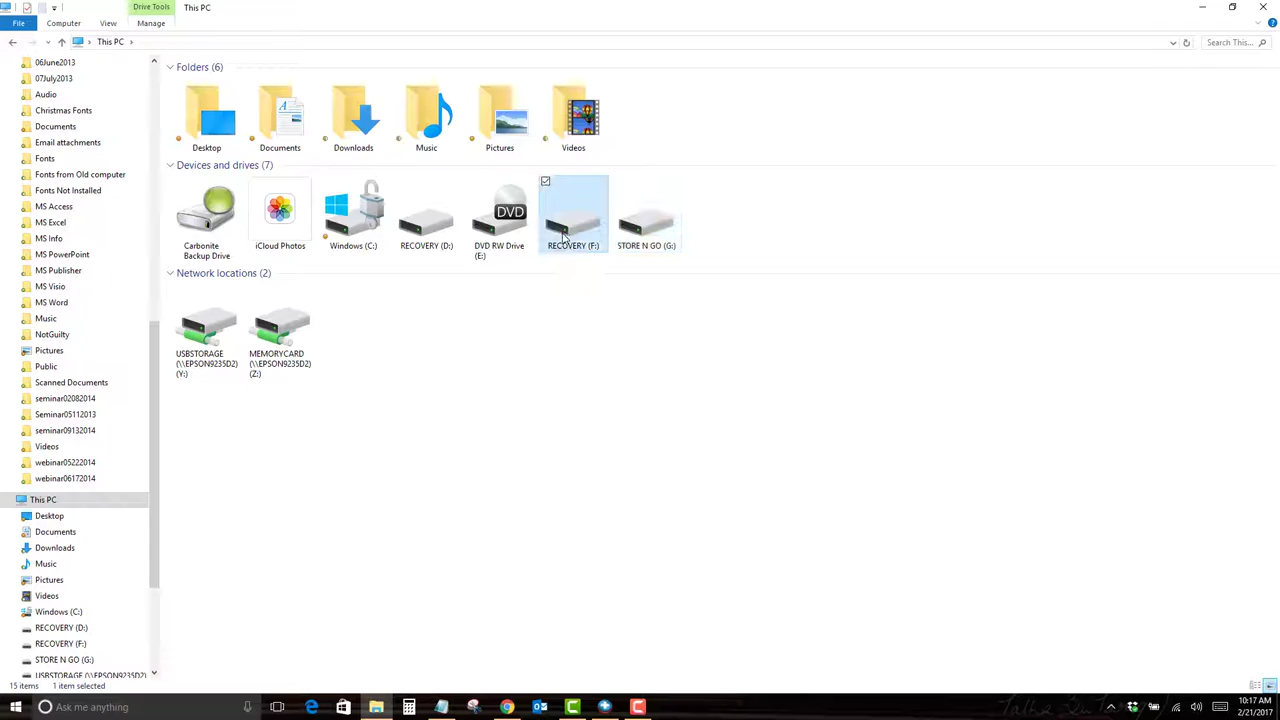 Drive Tools
This PC
File
Computer
View
Manage
This PC
Search This...
06June2013
07July2013
Audio
Christmas Fonts
Documents
Email attachments
Fonts
Fonts from Old computer
Fonts Not Installed
MS Access
MS Excel
MS Info
MS PowerPoint
MS Publisher
MS Visio
MS Word
Music
NotGuilty
Pictures
Public
Scanned Documents
seminar02082014
Seminar05112013
seminar09132014
Videos
webinar05222014
webinar06172014
This PC
Desktop
Documents
Downloads
Music
Pictures
Videos
Windows (C:)
RECOVERY (D:)
RECOVERY (F:)
STORE N GO (G:)
USBSTORAGE (\\EPSON9235D2)
Folders (6)
Desktop
Documents
Downloads
Music
Pictures
Videos
Devices and drives (7)
Carbonite
Backup Drive
iCloud Photos
Windows (C:)
RECOVERY (D:)
DVD
DVD RW Drive
(E:)
RECOVERY (F:)
STORE N GO (G:)
Network locations (2)
USBSTORAGE
(\\EPSON9235D2)
(Y:)
MEMORYCARD
(\\EPSON9235D2)
(Z:)
15 items
1 item selected
Ask me anything
10:17 AM
2/21/2017